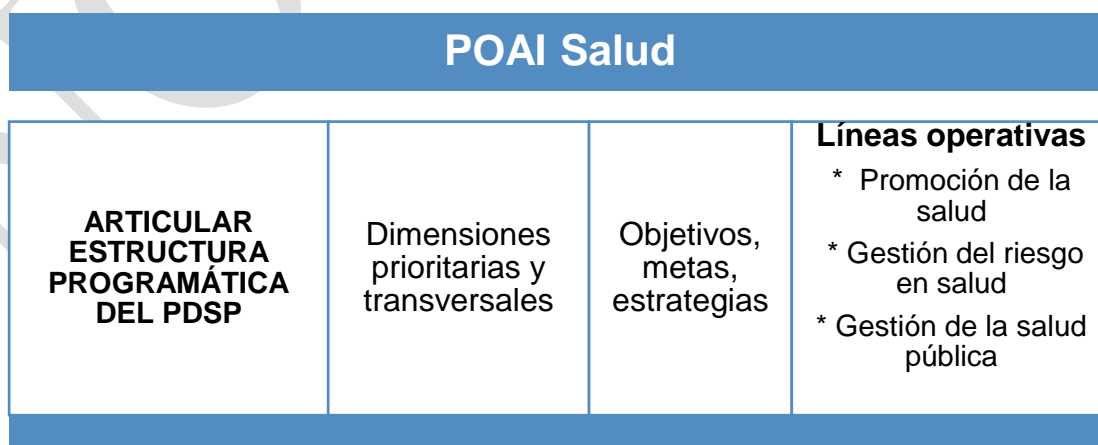 POAI Salud
ARTICULAR
ESTRUCTURA
PROGRAMÁTICA
DEL PDSP
Dimensiones
prioritarias y
transversales
Objetivos,
metas,
estrategias
Líneas operativas
* Promoción de la
salud
* Gestión del riesgo
en salud
* Gestión de la salud
pública